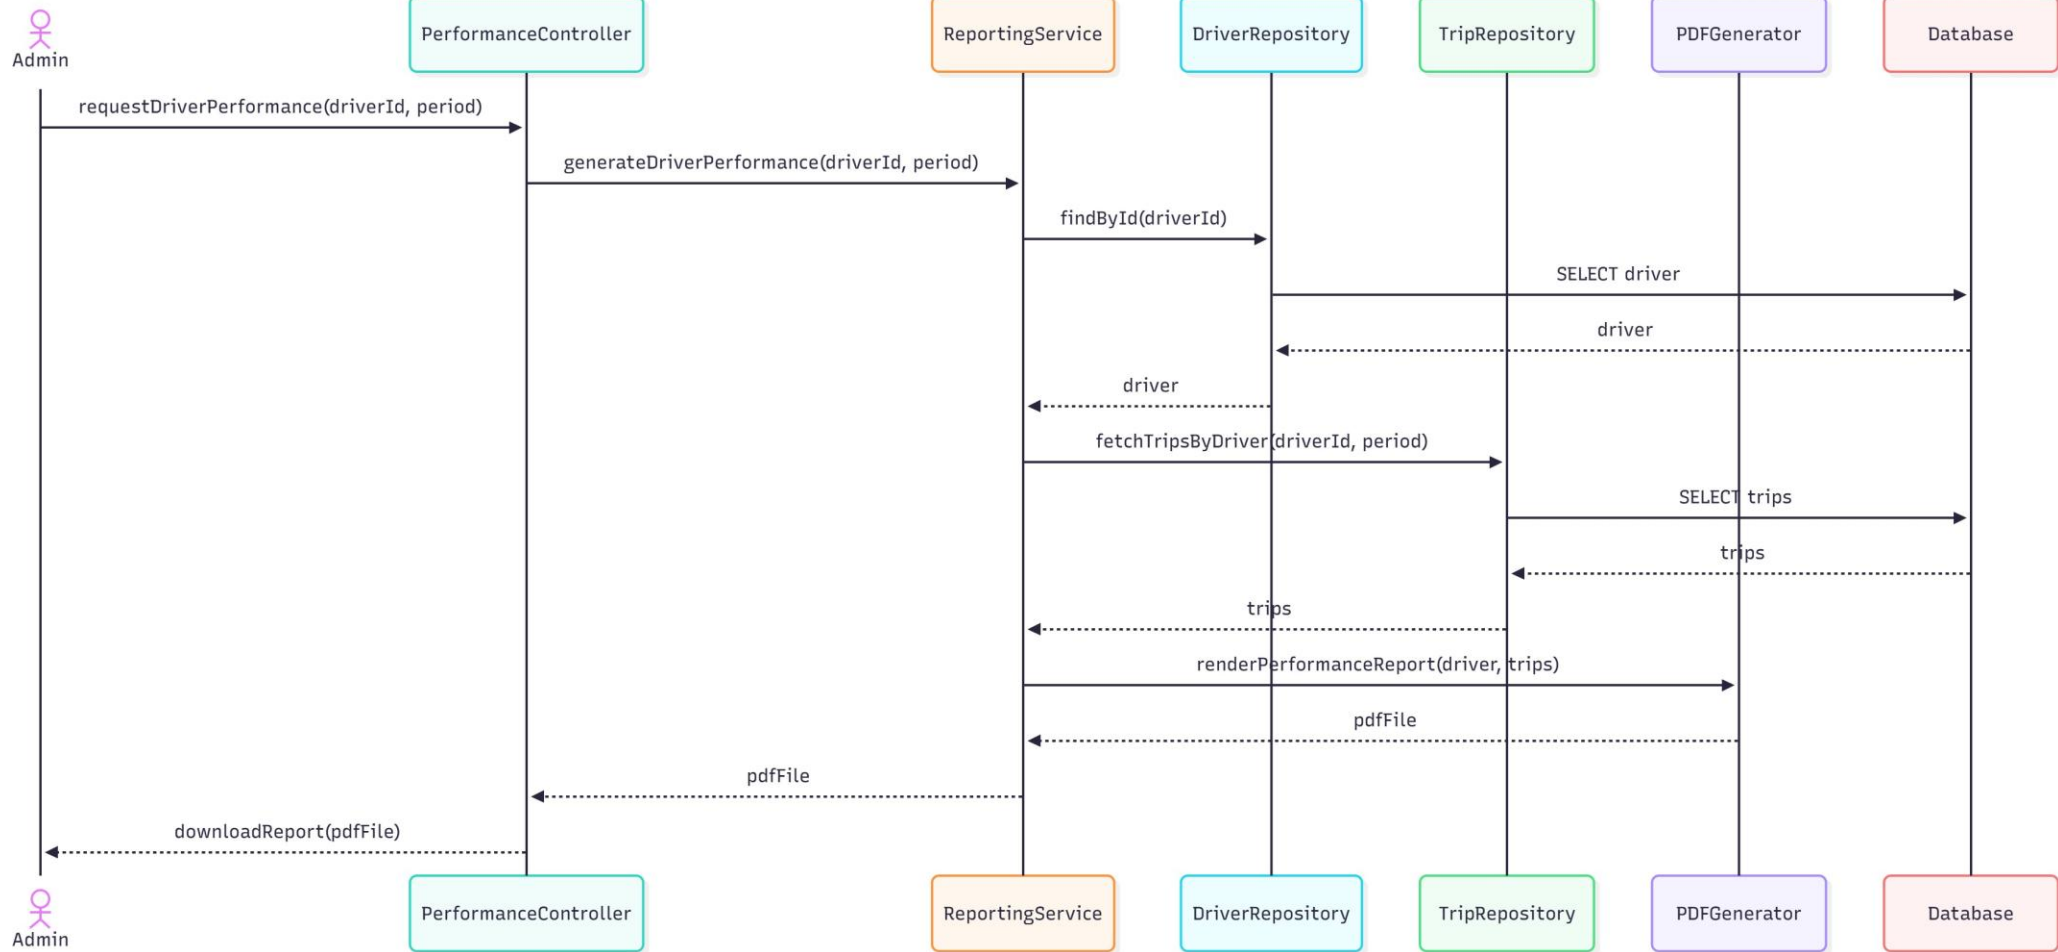 Admin
PerformanceController
ReportingService
DriverRepository
TripRepository
PDFGenerator
Database
requestDriverPerformance(driverId, period)
generateDriverPerformance(driverId, period)
findById(driverId)
SELECT driver
driver
driver
fetchTripsByDriver(driverId, period)
SELECT trips
trips
trips
renderPerformanceReport(driver, trips)
pdfFile
pdfFile
downloadReport(pdfFile)
Admin
PerformanceController
ReportingService
DriverRepository
TripRepository
PDFGenerator
Database